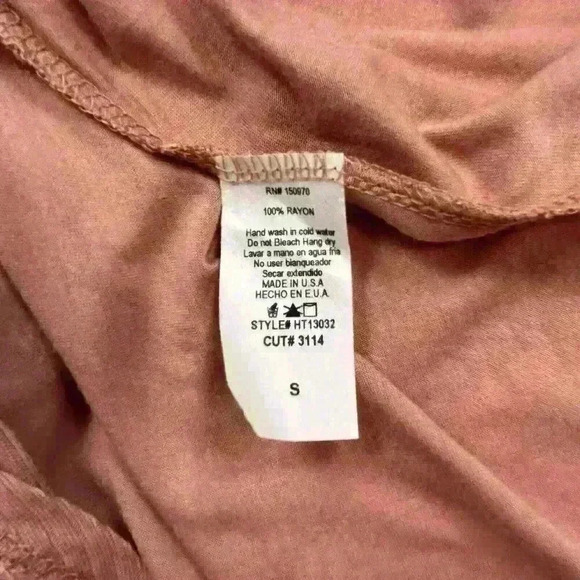 RN# 150970
100% RAYON
Hand wash in cold water
Do not Bleach Hang dry
Lavar a mano en agua fria
No user bianqueador
Secar extendido
MADE IN U.S.A
HECHO EN E.U.A.
STYLE# HT13032
CUT# 3114
S